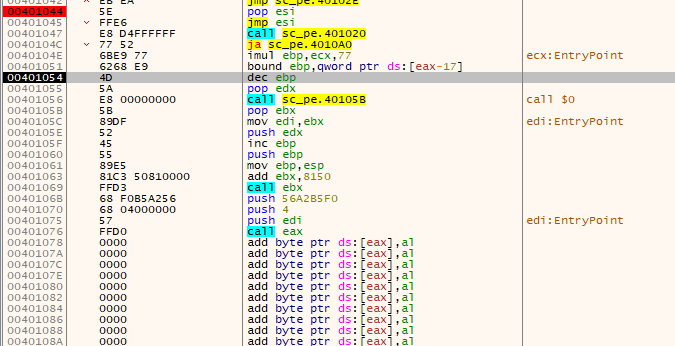 00401042 ^ EB EA jmp sc_pe.40102E
00401044 5E pop esi
00401045 ˅ FFE6 jmp esi
00401047 E8 D4FFFFFF call sc_pe.401020
0040104C ˅ 77 52 ja sc_pe.4010A0
0040104E 6BE9 77 imul ebp,ecx,77 ecx:EntryPoint
00401051 6268 E9 bound ebp,qword ptr ds:[eax-17]
00401054 4D dec ebp
00401055 5A pop edx
00401056 E8 00000000 call sc_pe.40105B call $0
0040105B 5B pop ebx
0040105C 89DF mov edi,ebx edi:EntryPoint
0040105E 52 push edx
0040105F 45 inc ebp
00401060 55 push ebp
00401061 89E5 mov ebp,esp
00401063 81C3 50810000 add ebx,8150
00401069 FFD3 call ebx
0040106B 68 F0B5A256 push 56A2B5F0
00401070 68 04000000 push 4
00401075 57 push edi edi:EntryPoint
00401076 FFD0 call eax
00401078 0000 add byte ptr ds:[eax],al
0040107A 0000 add byte ptr ds:[eax],al
0040107C 0000 add byte ptr ds:[eax],al
0040107E 0000 add byte ptr ds:[eax],al
00401080 0000 add byte ptr ds:[eax],al
00401082 0000 add byte ptr ds:[eax],al
00401084 0000 add byte ptr ds:[eax],al
00401086 0000 add byte ptr ds:[eax],al
00401088 0000 add byte ptr ds:[eax],al
0040108A 0000 add byte ptr ds:[eax],al